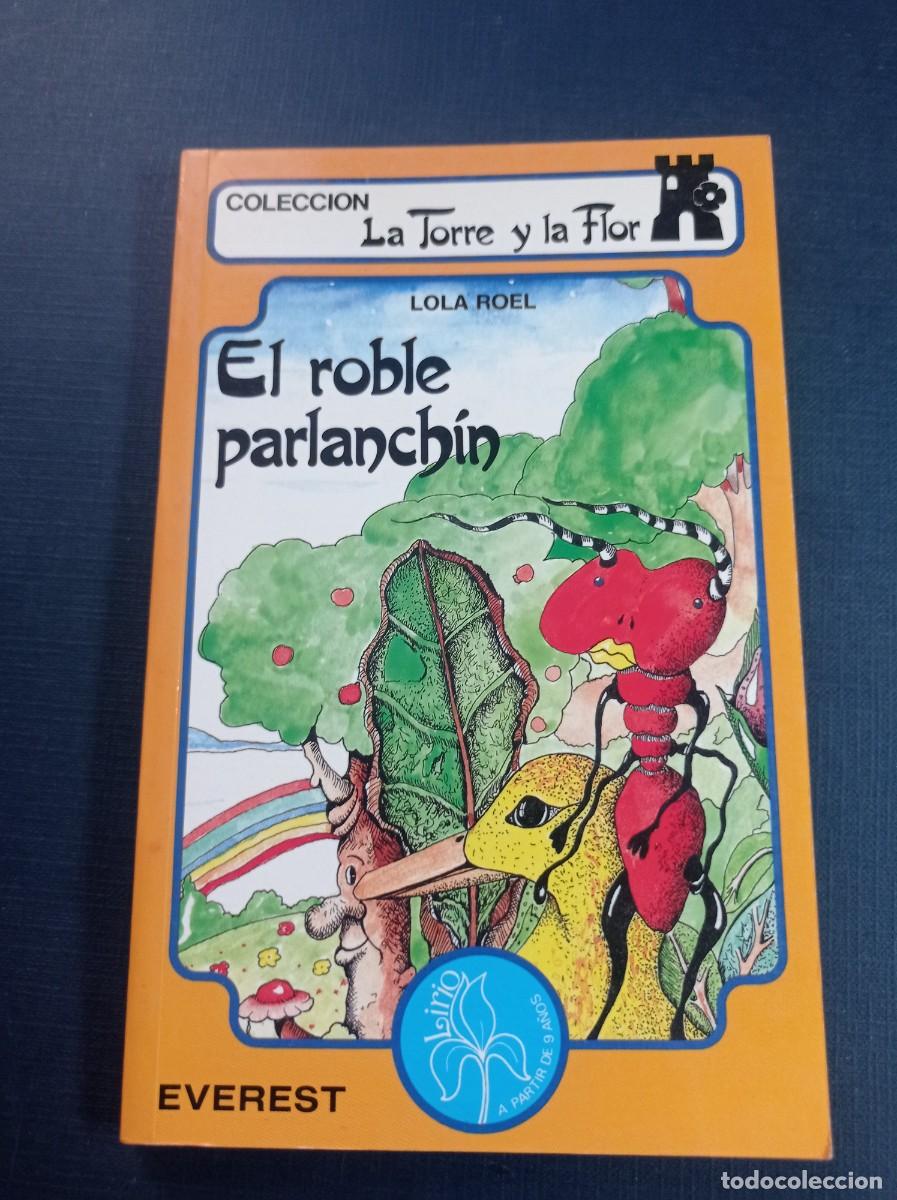 COLECCION
La Torre y la Flor
LOLA ROEL
El roble
parlanchín
Lirio
A PARTIR DE 9 AÑOS
EVEREST
todocoleccion